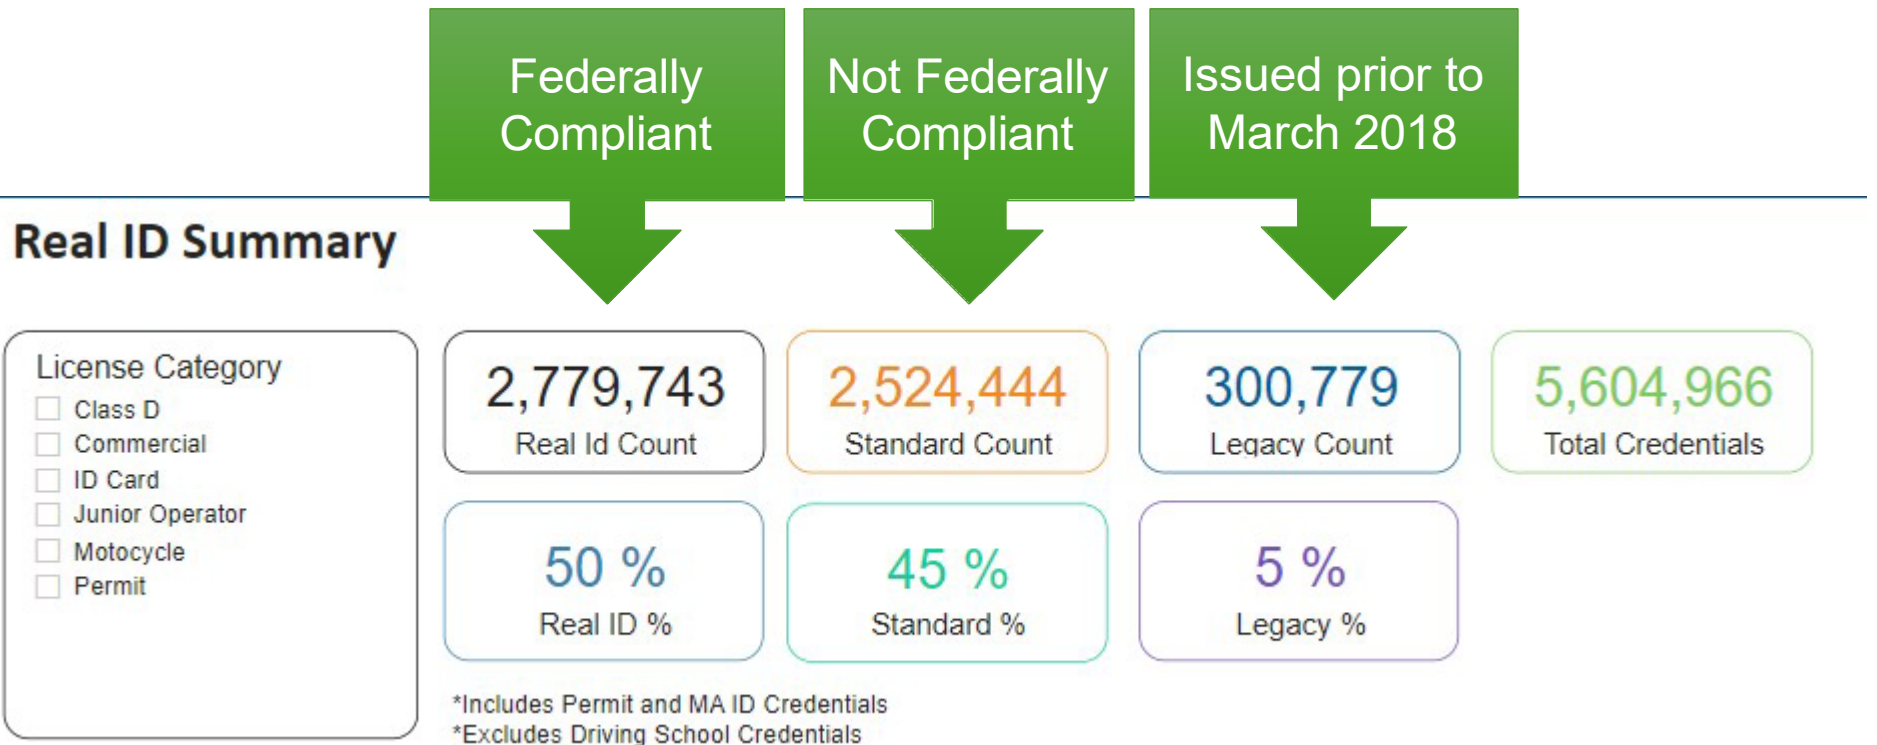 Federally
Compliant
Not Federally
Compliant
Issued prior to
March 2018
Real ID Summary
License Category
Class D
Commercial
ID Card
Junior Operator
Motocycle
Permit
2,779,743
Real Id Count
2,524,444
Standard Count
300,779
Legacy Count
5,604,966
Total Credentials
50 %
Real ID %
45 %
Standard %
5 %
Legacy %
*Includes Permit and MA ID Credentials
*Excludes Driving School Credentials